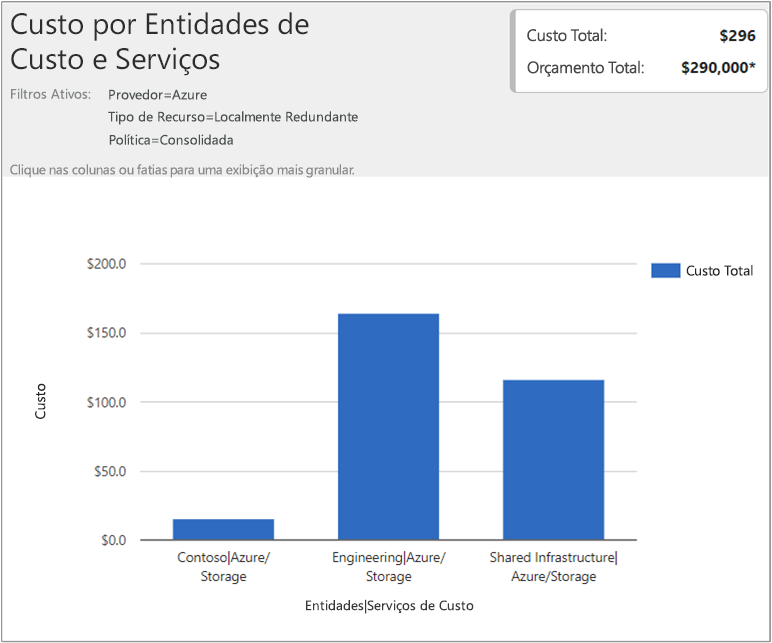 Custo por Entidades de
Custo e Serviços
Custo Total: $296
Orçamento Total: $290,000*
Filtros Ativos: Provedor=Azure
Tipo de Recurso=Localmente Redundante
Política=Consolidada
Clique nas colunas ou fatias para uma exibição mais granular.
$200.0
$150.0
$100.0
$50.0
$0.0
Custo
Custo Total
Contoso|Azure/
Storage
Engineering|Azure/
Storage
Shared Infrastructure|
Azure/Storage
Entidades|Serviços de Custo